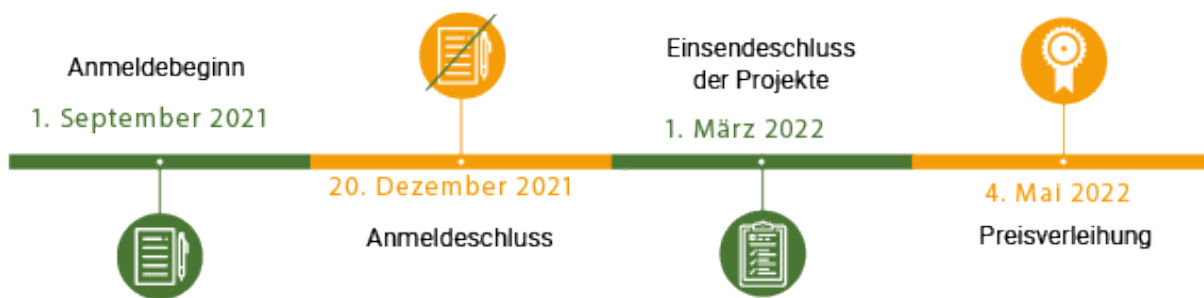 Anmeldebeginn
1. September 2021
20. Dezember 2021
Anmeldeschluss
Einsendeschluss
der Projekte
1. März 2022
4. Mai 2022
Preisverleihung